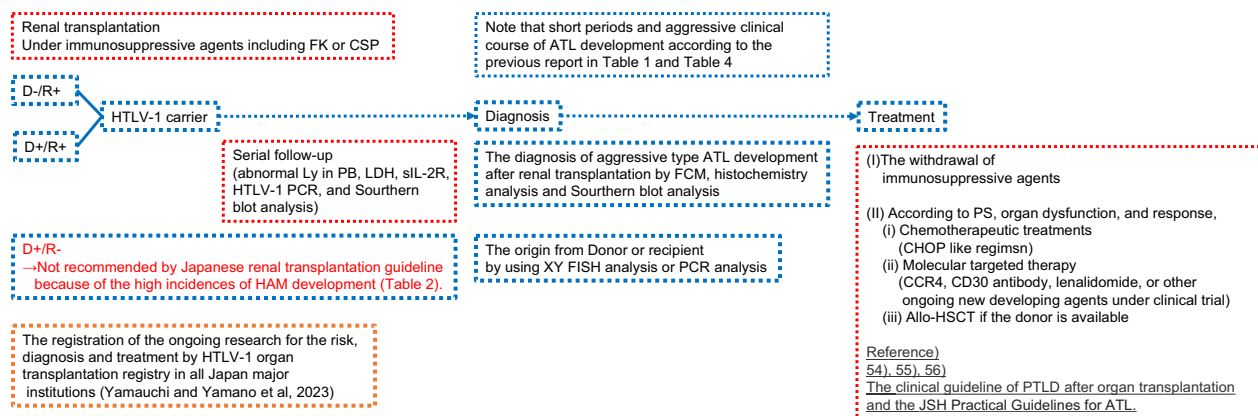 Renal transplantation
Under immunosuppressive agents including FK or CSP
Note that short periods and aggressive clinical
course of ATL development according to the
previous report in Table 1 and Table 4
D-/R+
D+/R+
HTLV-1 carrier
Diagnosis
Treatment
Serial follow-up
(abnormal Ly in PB, LDH, sIL-2R,
HTLV-1 PCR, and Sourthern
blot analysis)
The diagnosis of aggressive type ATL development
after renal transplantation by FCM, histochemistry
analysis and Sourthern blot analysis
D+/R-
→Not recommended by Japanese renal transplantation guideline
because of the high incidences of HAM development (Table 2).
The origin from Donor or recipient
by using XY FISH analysis or PCR analysis
The registration of the ongoing research for the risk,
diagnosis and treatment by HTLV-1 organ
transplantation registry in all Japan major
institutions (Yamauchi and Yamano et al, 2023)
(I)The withdrawal of
immunosuppressive agents
(II) According to PS, organ dysfunction, and response,
(i) Chemotherapeutic treatments
(CHOP like regimsn)
(ii) Molecular targeted therapy
(CCR4, CD30 antibody, lenalidomide, or other
ongoing new developing agents under clinical trial)
(iii) Allo-HSCT if the donor is available
Reference)
54), 55), 56)
The clinical guideline of PTLD after organ transplantation
and the JSH Practical Guidelines for ATL.